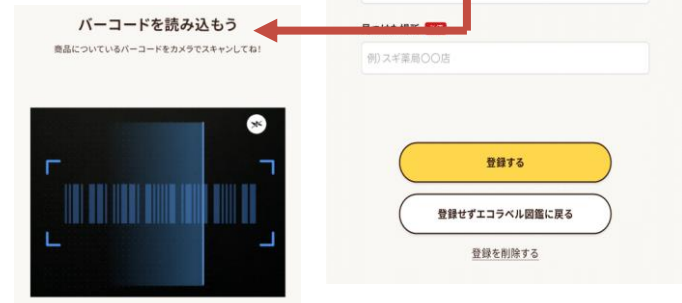 バーコードを読み込もう
商品についているバーコードをカメラでスキャンしてね!
例)スギ薬局〇〇店
登録する
登録せずエコラベル図鑑に戻る
登録を削除する